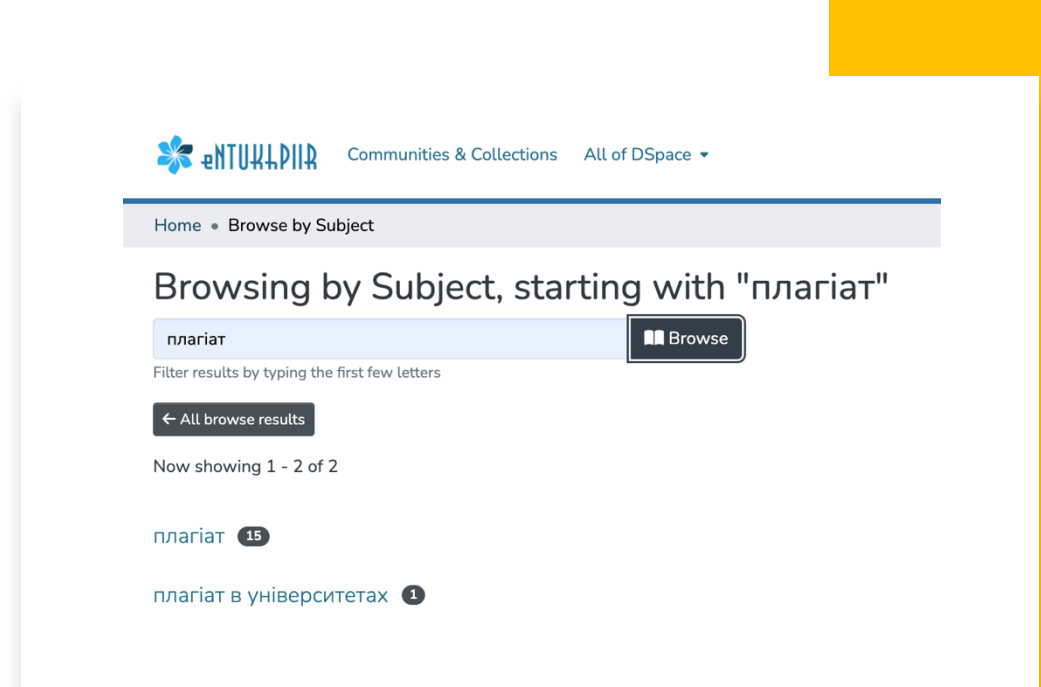 eNTUKhPIIR Communities & Collections All of DSpace
Home • Browse by Subject
Browsing by Subject, starting with "плагіат"
плагіат Browse
Filter results by typing the first few letters
← All browse results
Now showing 1 - 2 of 2
плагіат 15
плагіат в університетах 1